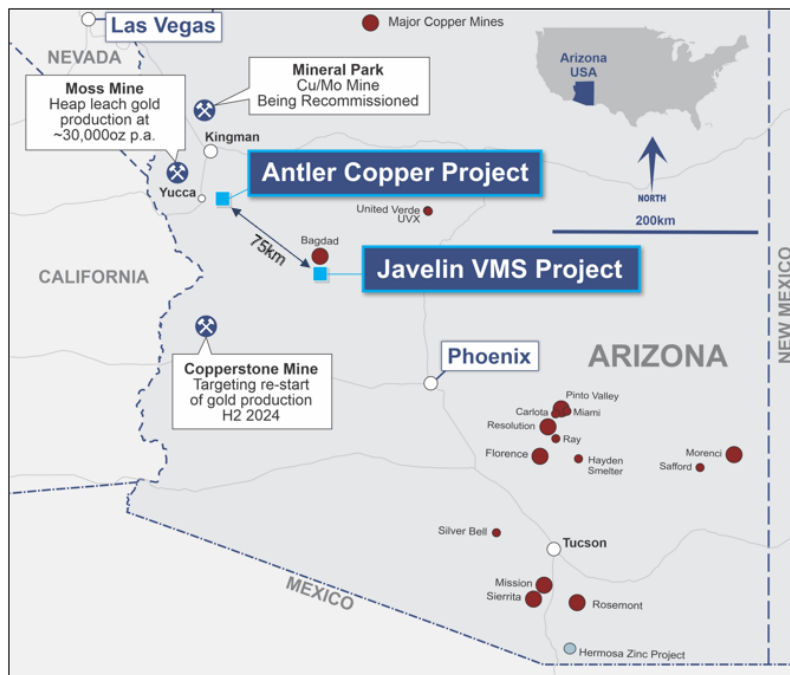 Las Vegas
Major Copper Mines
NEVADA
Arizona
USA
Moss Mine
Heap leach gold
production at
~30,000oz p.a.
Mineral Park
Cu/Mo Mine
Being Recommissioned
Kingman
Yucca
Antler Copper Project
NORTH
200km
United Verde
UVX
75km
Bagdad
Javelin VMS Project
CALIFORNIA
NEW MEXICO
Copperstone Mine
Targeting re-start
of gold production
H2 2024
Phoenix
ARIZONA
Pinto Valley
Carlota
Miami
Resolution
Ray
Florence
Hayden
Smelter
Morenci
Safford
Silver Bell
Tucson
MEXICO
Mission
Sierrita
Rosemont
Hermosa Zinc Project